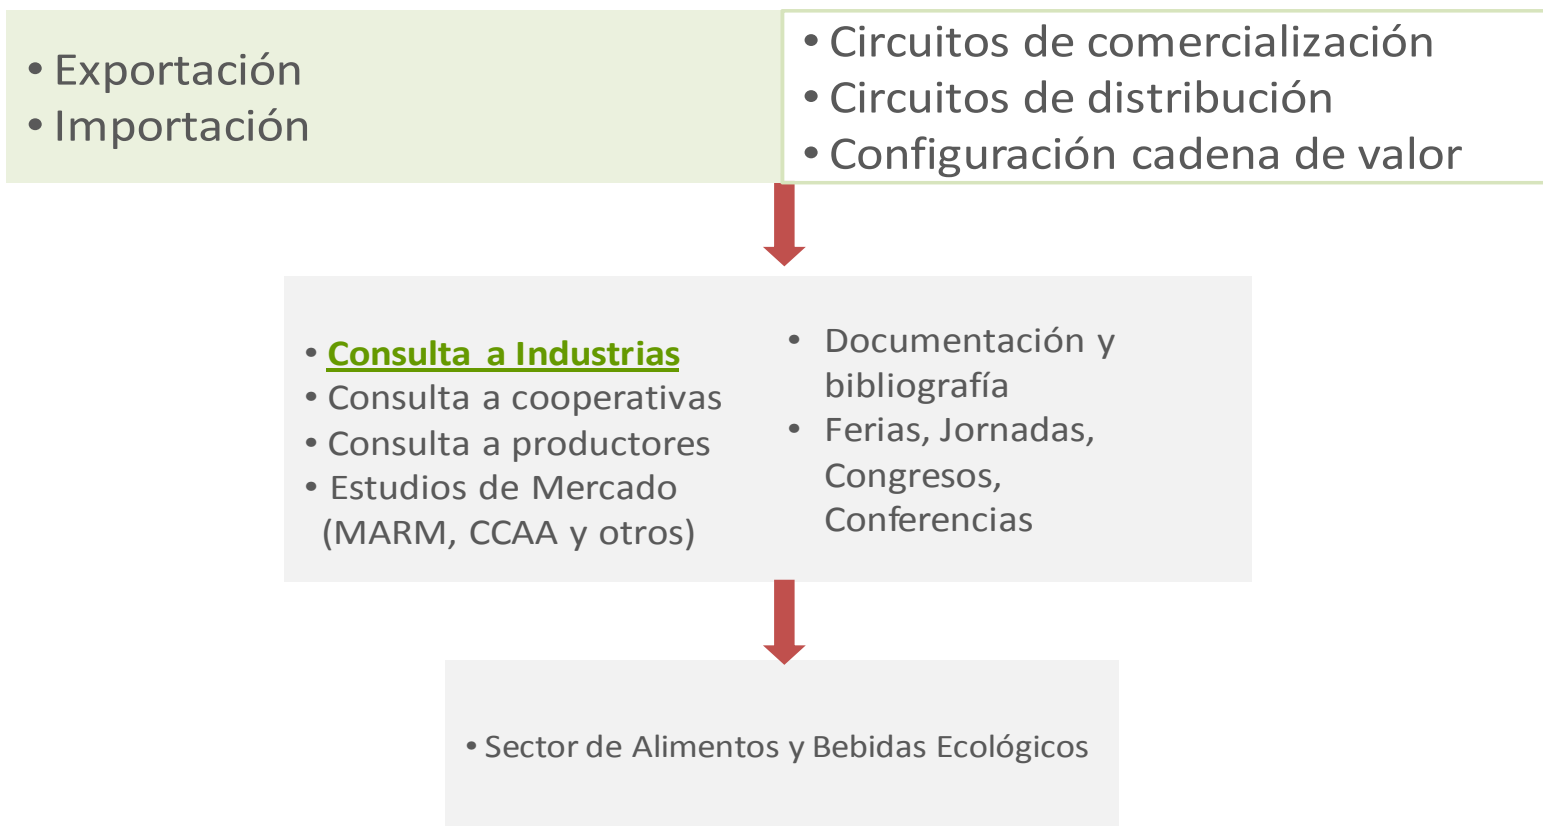 • Exportación
• Importación
• Circuitos de comercialización
• Circuitos de distribución
• Configuración cadena de valor
• Consulta a Industrias
• Consulta a cooperativas
• Consulta a productores
• Estudios de Mercado
(MARM, CCAA y otros)
• Documentación y
bibliografía
• Ferias, Jornadas,
Congresos,
Conferencias
• Sector de Alimentos y Bebidas Ecológicos